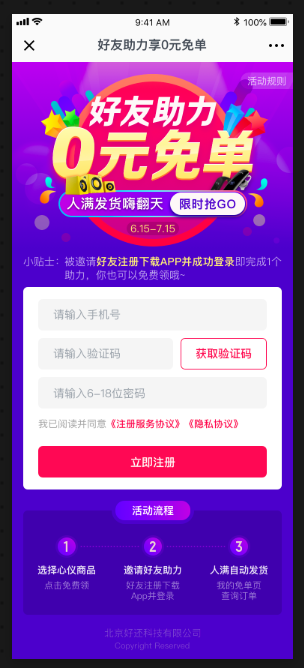 9:41 AM
100%
好友助力享0元免单
活动规则
好友助力
0元免单
人满发货嗨翻天 限时抢GO
6.15-7.15
小贴士：被邀请好友注册下载APP并成功登录即完成1个
助力，你也可以免费领哦~
请输入手机号
请输入验证码
获取验证码
请输入6-18位密码
我已阅读并同意《注册服务协议》《隐私协议》
立即注册
活动流程
1 2 3
选择心仪商品 邀请好友助力 人满自动发货
点击免费领 好友注册下载 我的免单页
App并登录 查询订单
北京好还科技有限公司
Copyright Reserved